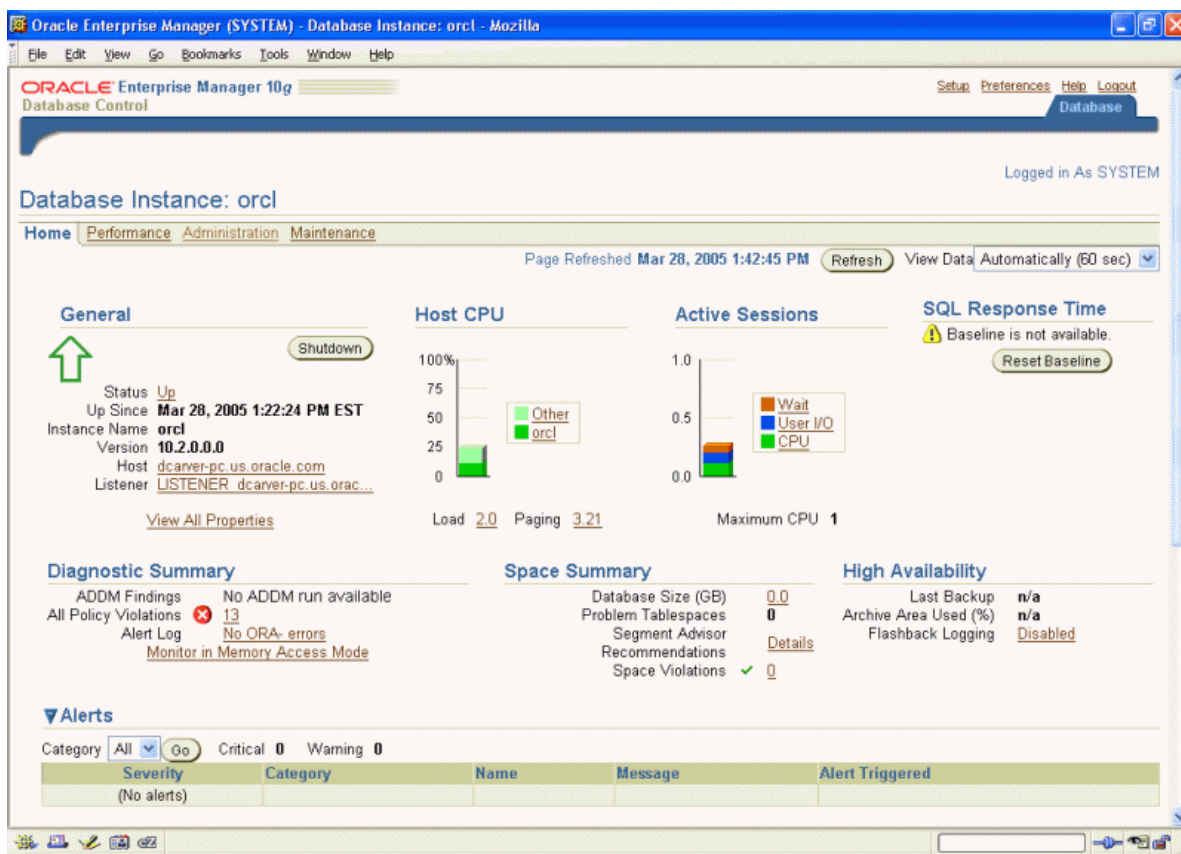 Oracle Enterprise Manager (SYSTEM) - Database Instance: orcl - Mozilla
File Edit View Go Bookmarks Tools Window Help
ORACLE Enterprise Manager 10g
Database Control
Setup Preferences Help Logout
Database
Logged in As SYSTEM
Database Instance: orcl
Home Performance Administration Maintenance
Page Refreshed Mar 28, 2005 1:42:45 PM Refresh View Data Automatically (60 sec)
General
Shutdown
Status Up
Up Since Mar 28, 2005 1:22:24 PM EST
Instance Name orcl
Version 10.2.0.0.0
Host dcarver-pc.us.oracle.com
Listener LISTENER_dcarver-pc.us.orac...
View All Properties
Host CPU
100%
75
50
25
0
Other
orcl
Load 2.0 Paging 3.21
Active Sessions
1.0
0.5
0.0
Wait
User I/O
CPU
Maximum CPU 1
SQL Response Time
Baseline is not available.
Reset Baseline
Diagnostic Summary
ADDM Findings No ADDM run available
All Policy Violations 13
Alert Log No ORA- errors
Monitor in Memory Access Mode
Space Summary
Database Size (GB) 0.0
Problem Tablespaces 0
Segment Advisor
Recommendations Details
Space Violations 0
High Availability
Last Backup n/a
Archive Area Used (%) n/a
Flashback Logging Disabled
Alerts
Category All Go Critical 0 Warning 0
Severity Category Name Message Alert Triggered
(No alerts)